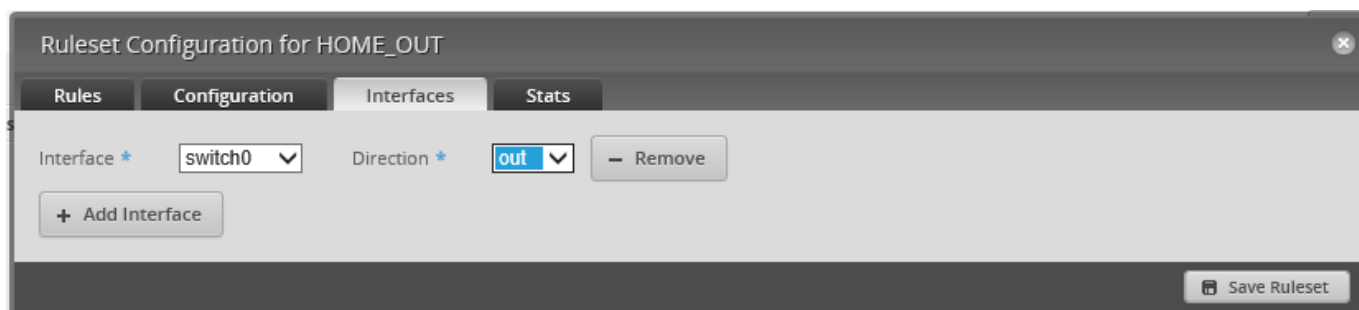 Ruleset Configuration for HOME_OUT
Rules Configuration Interfaces Stats
Interface * switch0 Direction * out − Remove
+ Add Interface
Save Ruleset